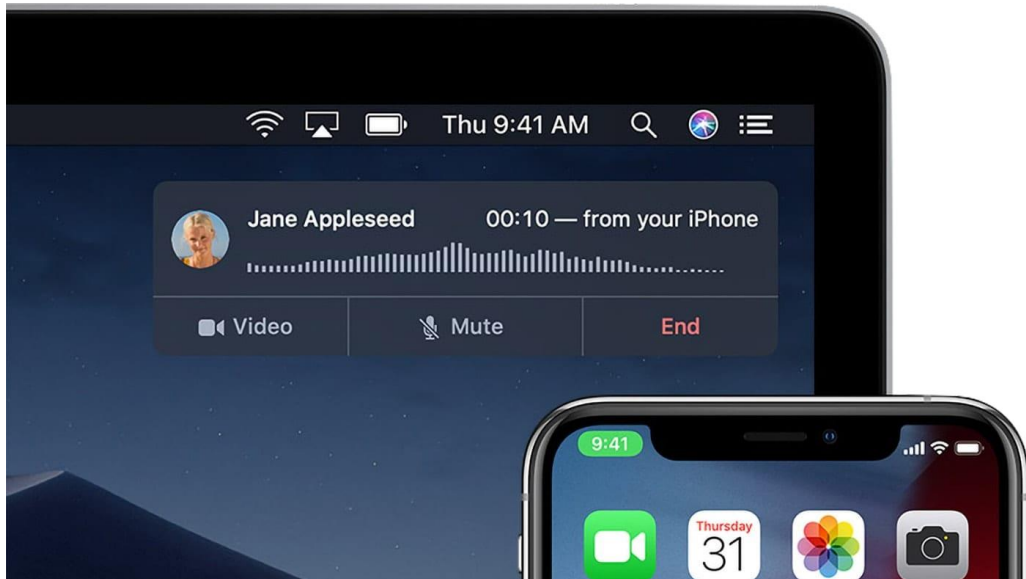 Thu 9:41 AM
Jane Appleseed 00:10 — from your iPhone
Video Mute End
9:41
Thursday
31